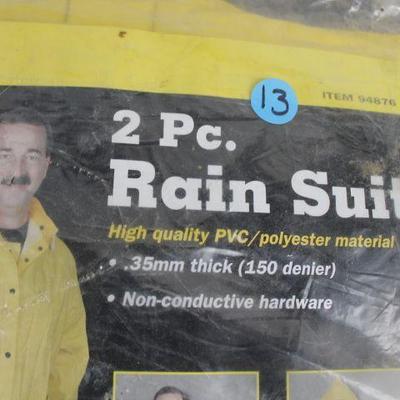 ITEM 94876
13
2 Pc.
Rain Suit
High quality PVC/polyester material
• .35mm thick (150 denier)
• Non-conductive hardware